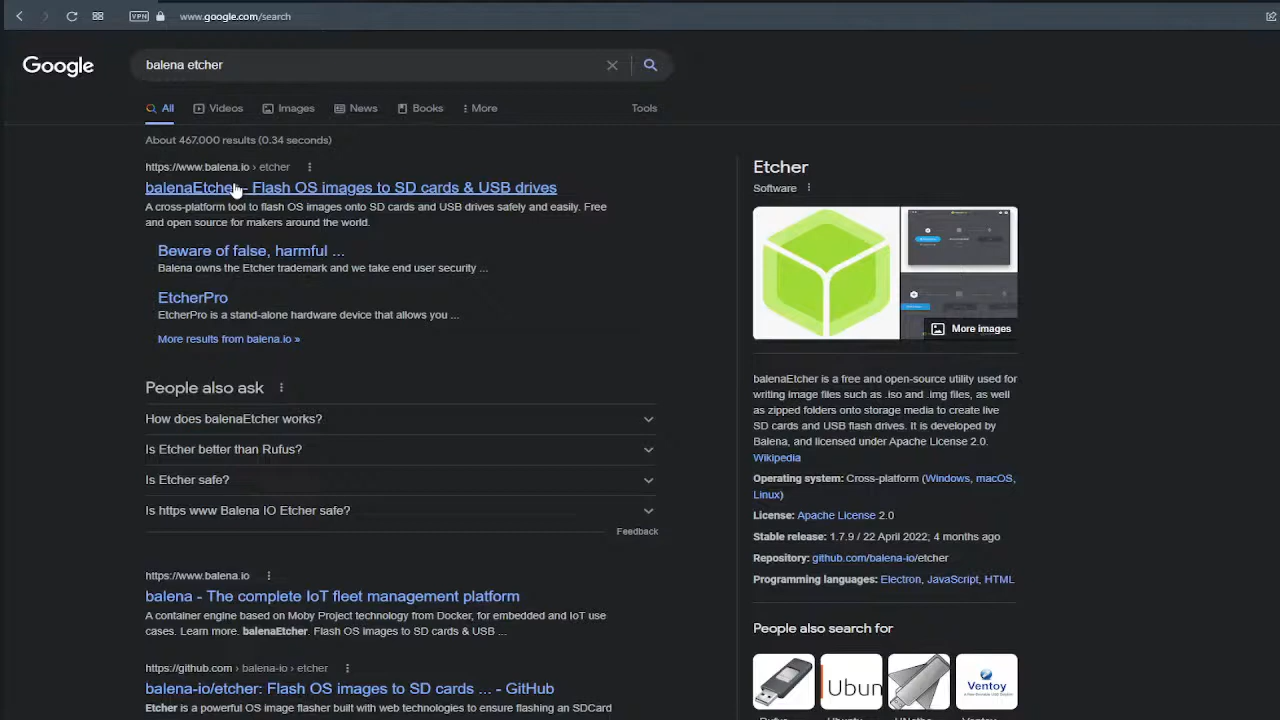 VPN www.google.com/search
Google
balena etcher
All Videos Images News Books More Tools
About 467,000 results (0.34 seconds)
https://www.balena.io › etcher
balenaEtcher - Flash OS images to SD cards & USB drives
A cross-platform tool to flash OS images onto SD cards and USB drives safely and easily. Free
and open source for makers around the world.
Beware of false, harmful ...
Balena owns the Etcher trademark and we take end user security ...
EtcherPro
EtcherPro is a stand-alone hardware device that allows you ...
More results from balena.io »
People also ask
How does balenaEtcher works?
Is Etcher better than Rufus?
Is Etcher safe?
Is https www Balena IO Etcher safe?
Feedback
https://www.balena.io
balena - The complete IoT fleet management platform
A container engine based on Moby Project technology from Docker, for embedded and IoT use
cases. Learn more. balenaEtcher. Flash OS images to SD cards & USB ...
https://github.com › balena-io › etcher
balena-io/etcher: Flash OS images to SD cards ... - GitHub
Etcher is a powerful OS image flasher built with web technologies to ensure flashing an SDCard
Etcher
Software
More images
balenaEtcher is a free and open-source utility used for
writing image files such as .iso and .img files, as well
as zipped folders onto storage media to create live
SD cards and USB flash drives. It is developed by
Balena, and licensed under Apache License 2.0.
Wikipedia
Operating system: Cross-platform (Windows, macOS,
Linux)
License: Apache License 2.0
Stable release: 1.7.9 / 22 April 2022; 4 months ago
Repository: github.com/balena-io/etcher
Programming languages: Electron, JavaScript, HTML
People also search for
Ubun
Ventoy